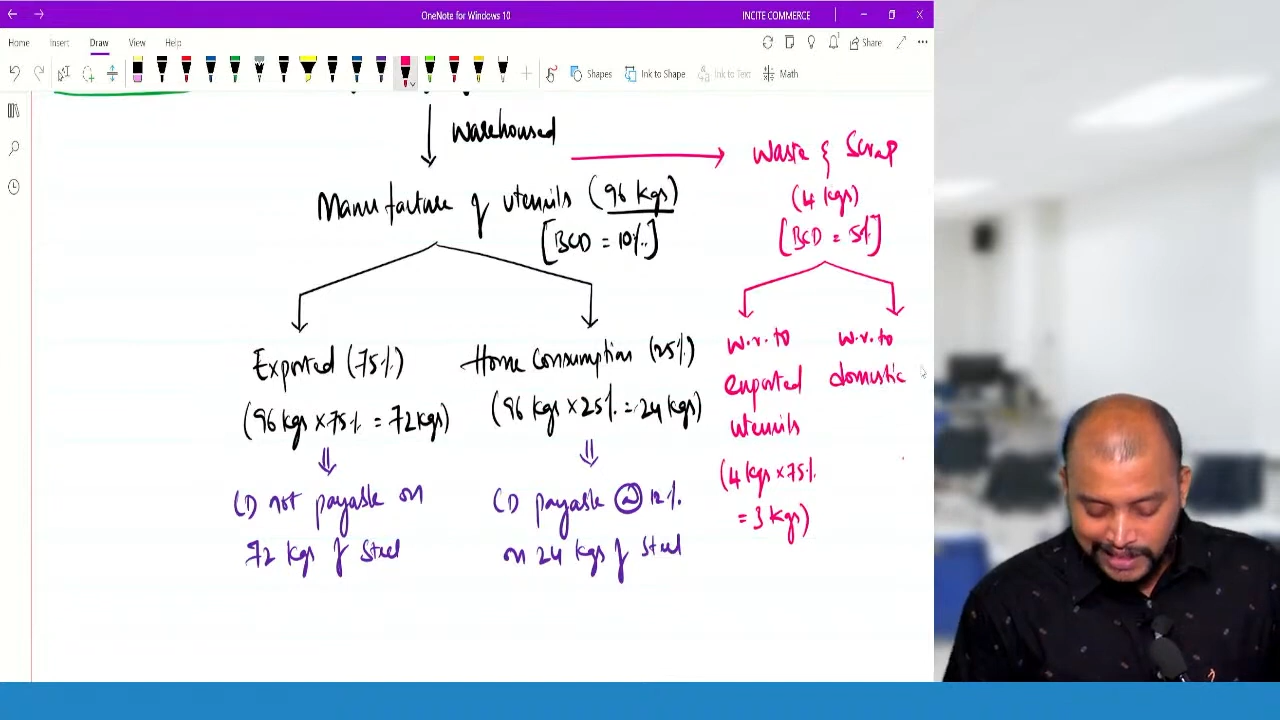 OneNote for Windows 10
INCITE COMMERCE
Home Insert Draw View Help
Share
Shapes
Ink to Shape
Ink to Text
Math
warehoused
Waste & Scrap
(4 kgs)
[BCD = 5%]
Manufacture of utensils (96 kgs)
[BCD = 10%.]
Exported (75%)
(96 kgs × 75% = 72 kgs)
CD not payable on
72 kgs of Steel
Home Consumption (25%)
(96 kgs × 25% = 24 kgs)
CD payable @ 12%.
on 24 kgs of Steel
w.r.to
exported
utensils
(4 kgs × 75%
= 3 kgs)
w.r.to
domestic